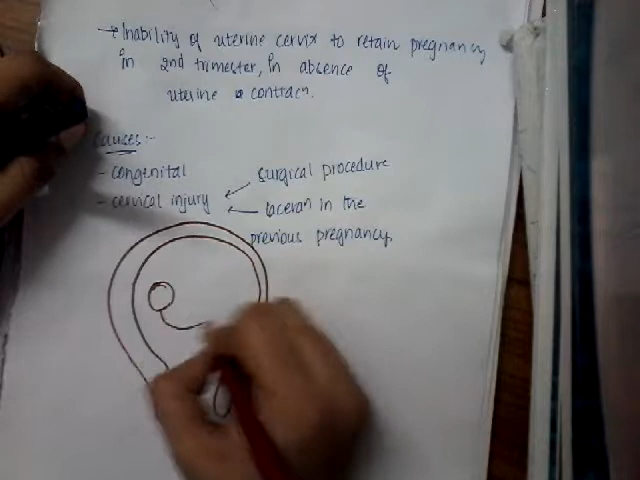 → Inability of uterine cervix to retain pregnancy
in 2nd trimester, in absence of
uterine contracn.
Causes :-
- congenital
surgical procedure
- cervical injury
laceran in the
previous pregnancy.